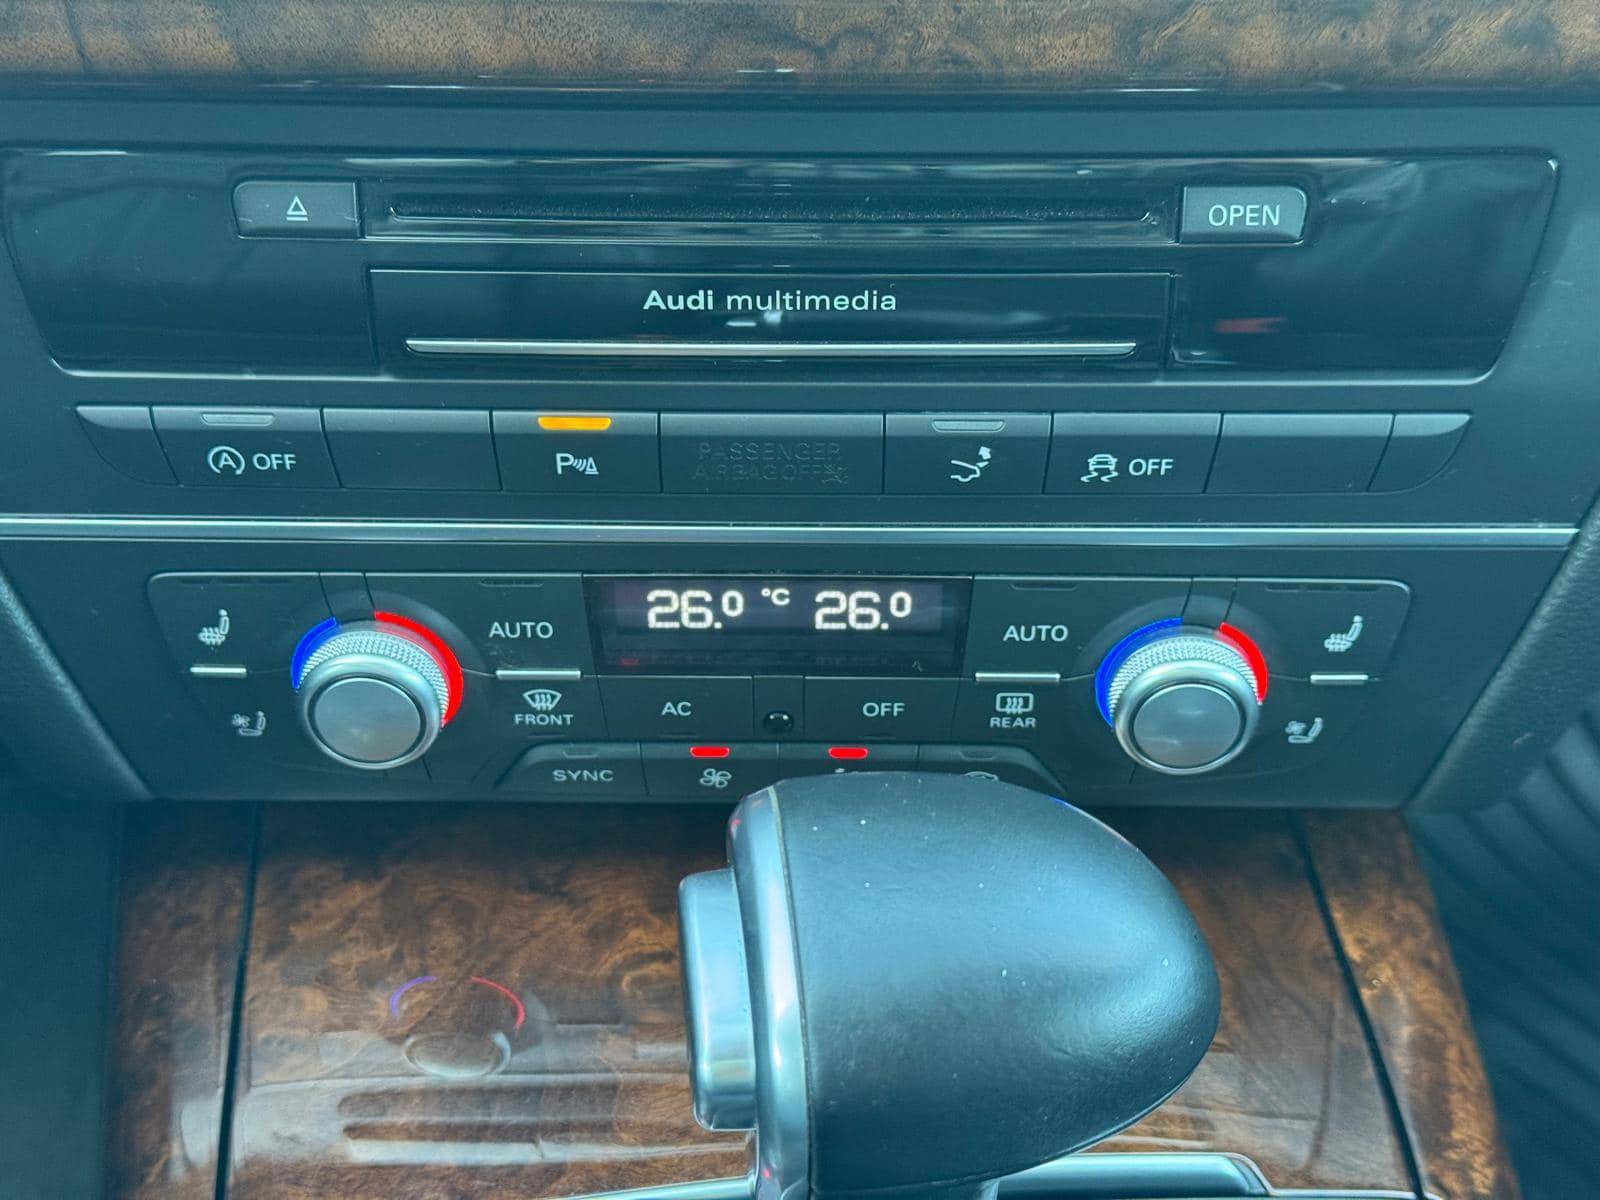 OPEN
Audi multimedia
A OFF
P
PASSENGER
AIRBAG OFF
OFF
26.0 °C 26.0
AUTO
AUTO
FRONT
AC
OFF
REAR
SYNC